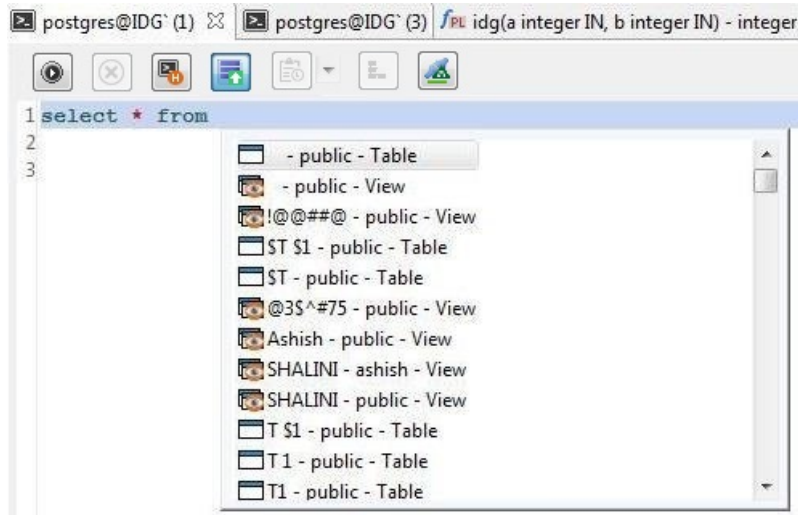 postgres@IDG` (1) postgres@IDG` (3) fPL idg(a integer IN, b integer IN) - integer
1 select * from
2
3
- public - Table
- public - View
!@@##@ - public - View
$T $1 - public - Table
$T - public - Table
@3$^#75 - public - View
Ashish - public - View
SHALINI - ashish - View
SHALINI - public - View
T $1 - public - Table
T 1 - public - Table
T1 - public - Table